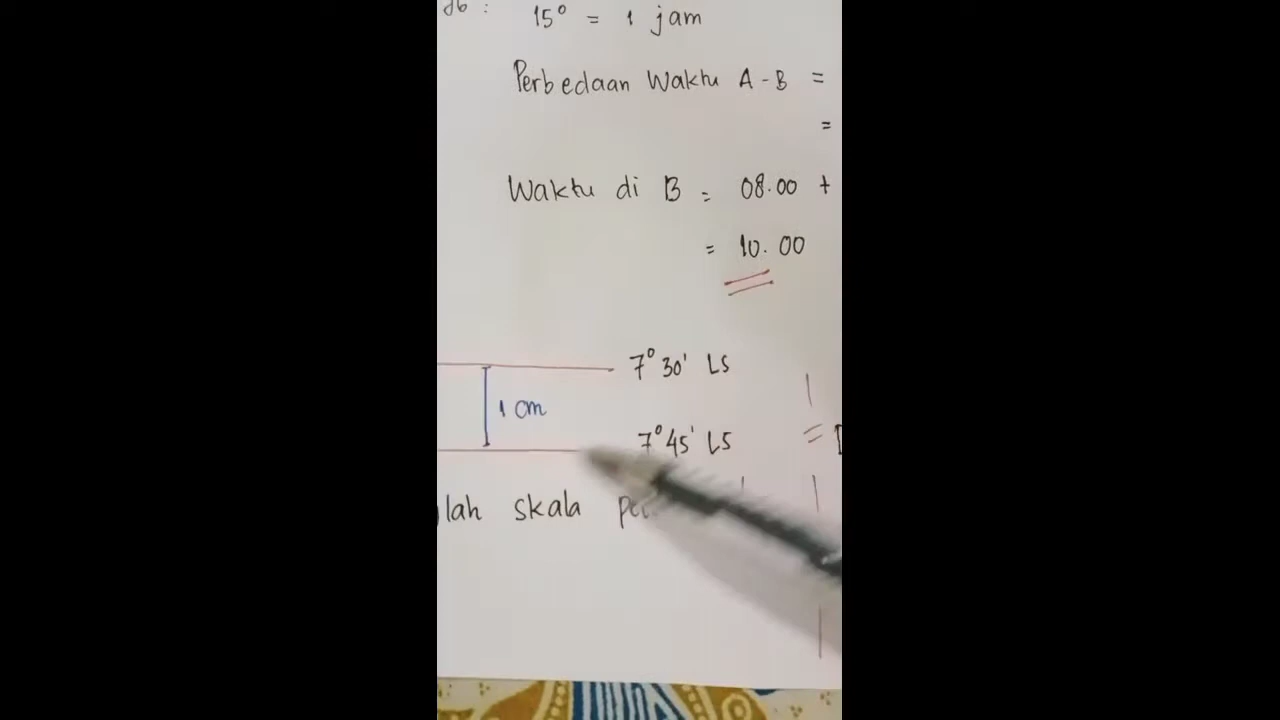 15° = 1 jam
Perbedaan Waktu A-B =
=
Waktu di B = 08.00 +
= 10.00
7° 30' LS
1 cm
7° 45' LS
lah skala